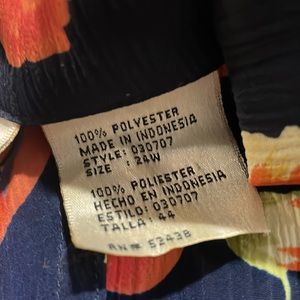 100% POLYESTER
MADE IN INDONESIA
STYLE: 030707
SIZE : 24W
100% POLIESTER
HECHO EN INDONESIA
ESTILO: 030707
TALLA: 44
RN# 52438